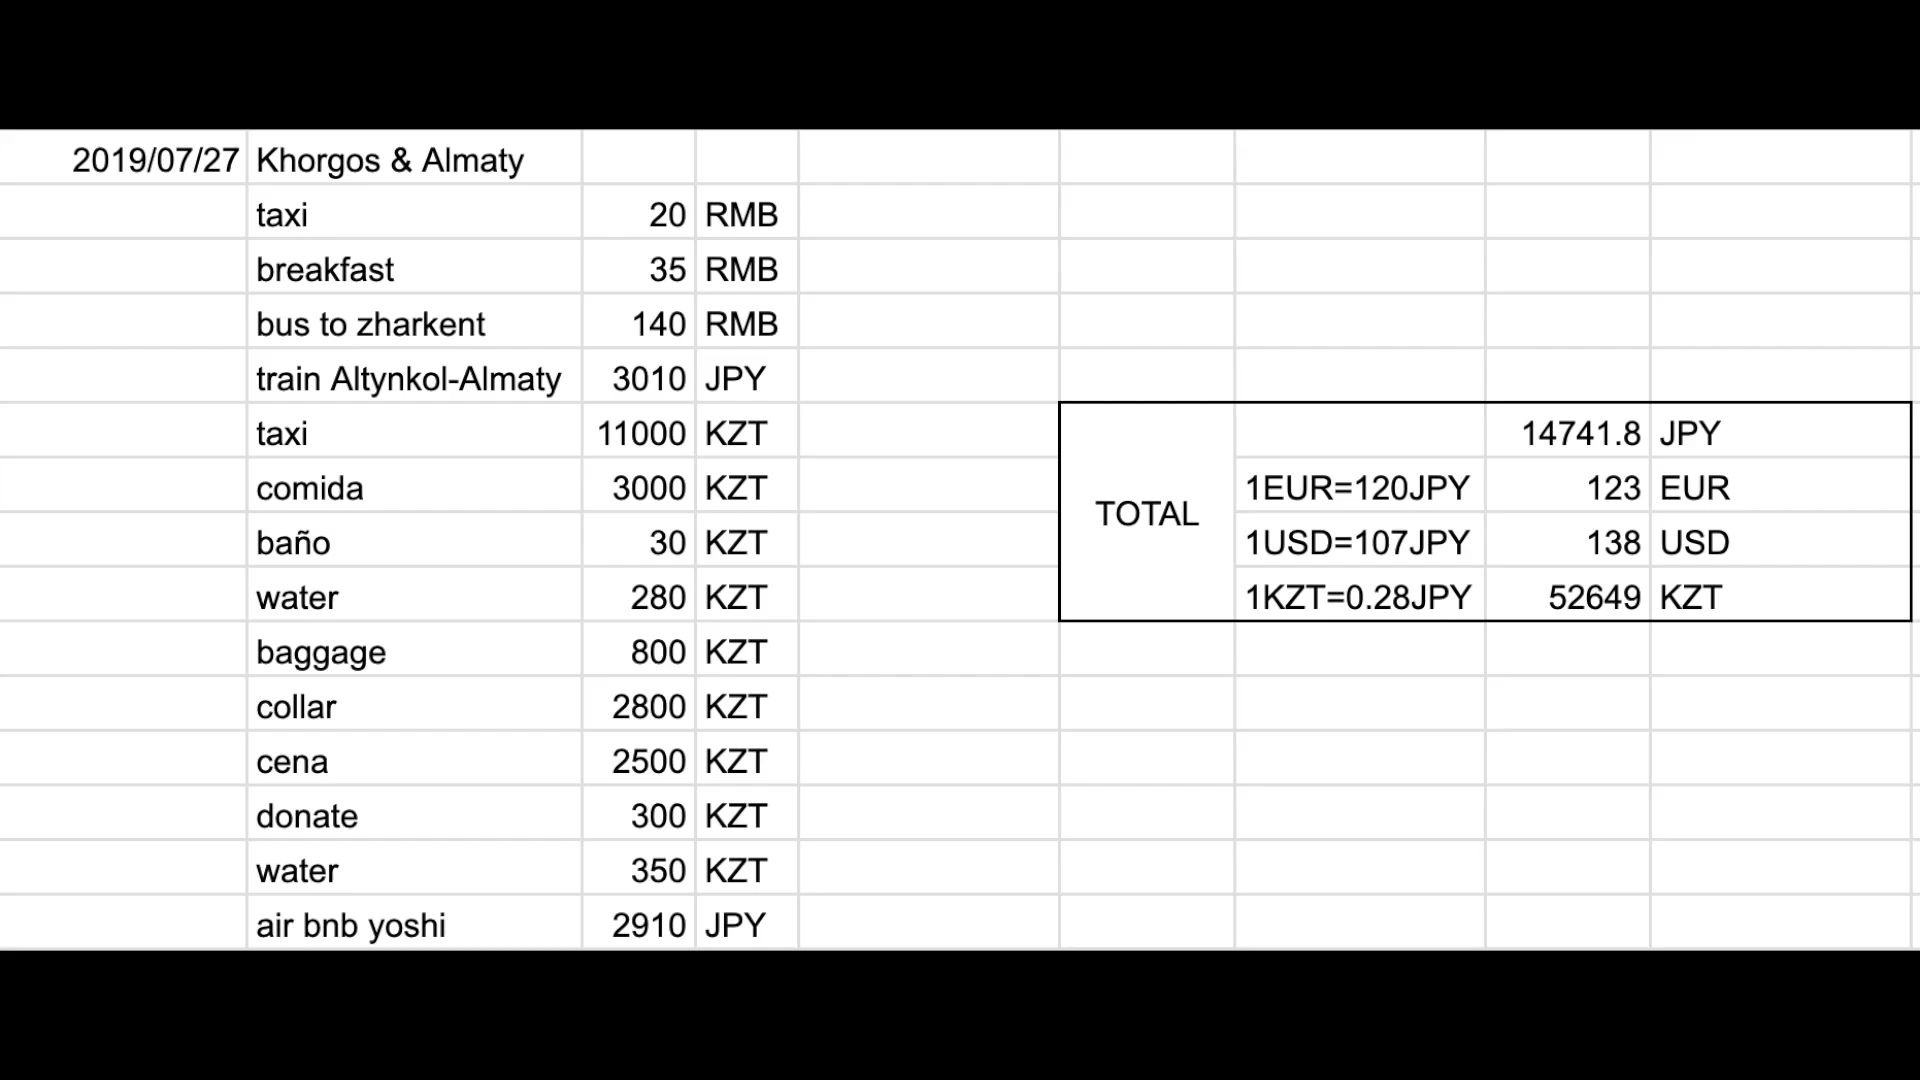 2019/07/27 Khorgos & Almaty
taxi 20 RMB
breakfast 35 RMB
bus to zharkent 140 RMB
train Altynkol-Almaty 3010 JPY
taxi 11000 KZT
comida 3000 KZT
baño 30 KZT
water 280 KZT
baggage 800 KZT
collar 2800 KZT
cena 2500 KZT
donate 300 KZT
water 350 KZT
air bnb yoshi 2910 JPY
TOTAL
14741.8 JPY
1EUR=120JPY 123 EUR
1USD=107JPY 138 USD
1KZT=0.28JPY 52649 KZT